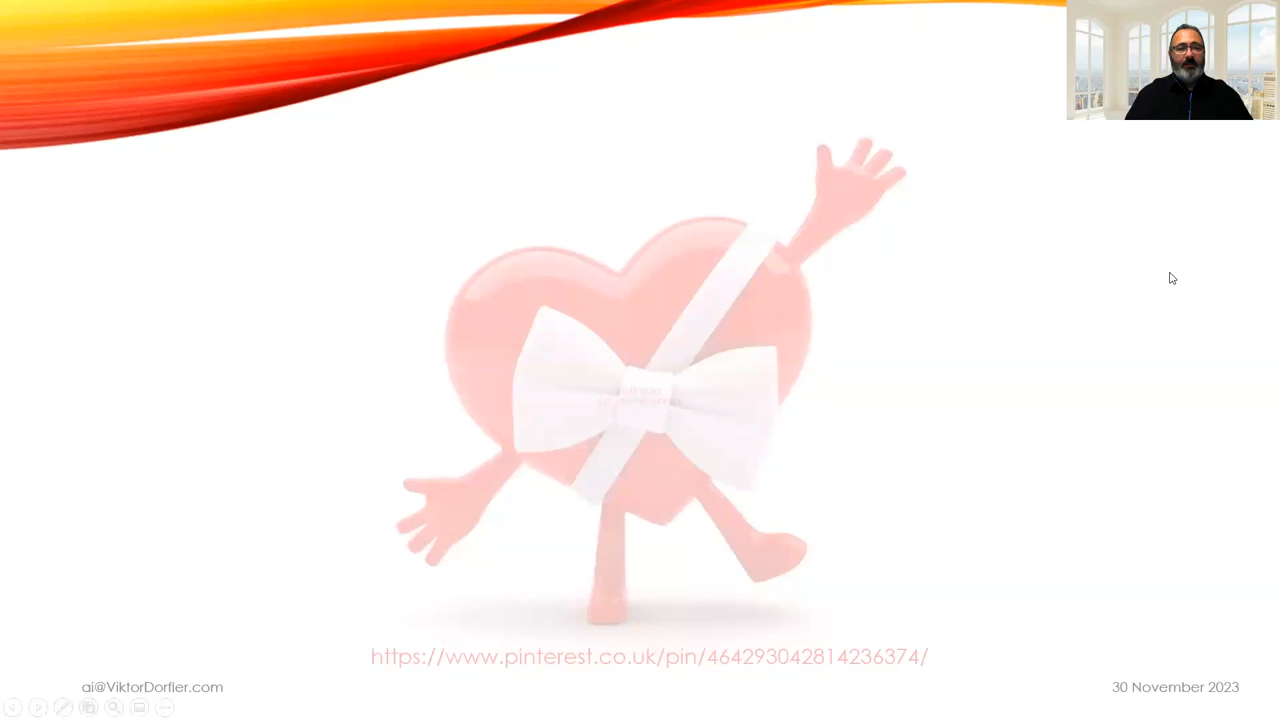 https://www.pinterest.co.uk/pin/464293042814236374/
ai@ViktorDorfler.com
30 November 2023